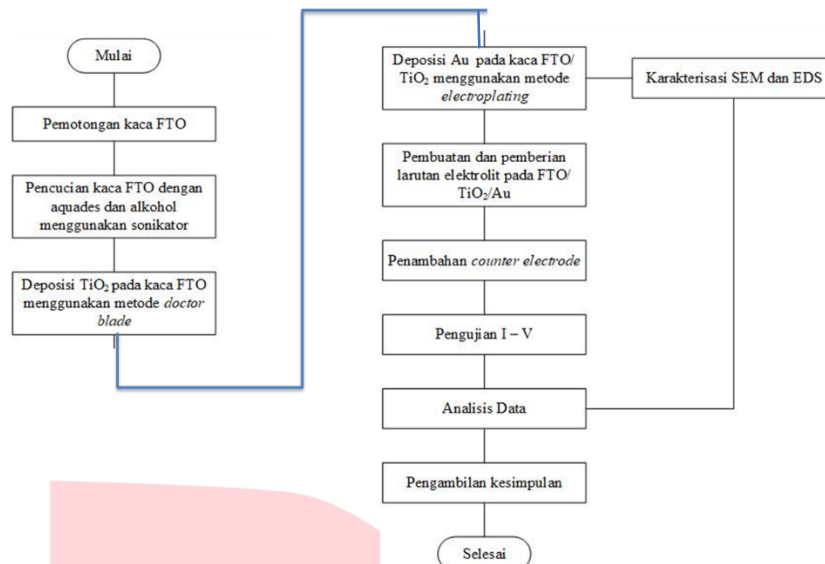 Mulai
Pemotongan kaca FTO
Pencucian kaca FTO dengan
aquades dan alkohol
menggunakan sonikator
Deposisi TiO₂ pada kaca FTO
menggunakan metode doctor
blade
Deposisi Au pada kaca FTO/
TiO₂ menggunakan metode
electroplating
Karakterisasi SEM dan EDS
Pembuatan dan pemberian
larutan elektrolit pada FTO/
TiO₂/Au
Penambahan counter electrode
Pengujian I – V
Analisis Data
Pengambilan kesimpulan
Selesai